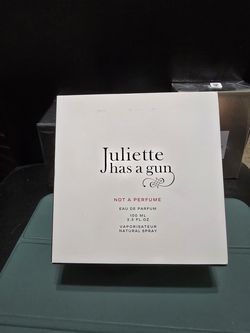 Juliette
has a gun
NOT A PERFUME
EAU DE PARFUM
100 ML
3.3 FL.OZ
VAPORISATEUR
NATURAL SPRAY